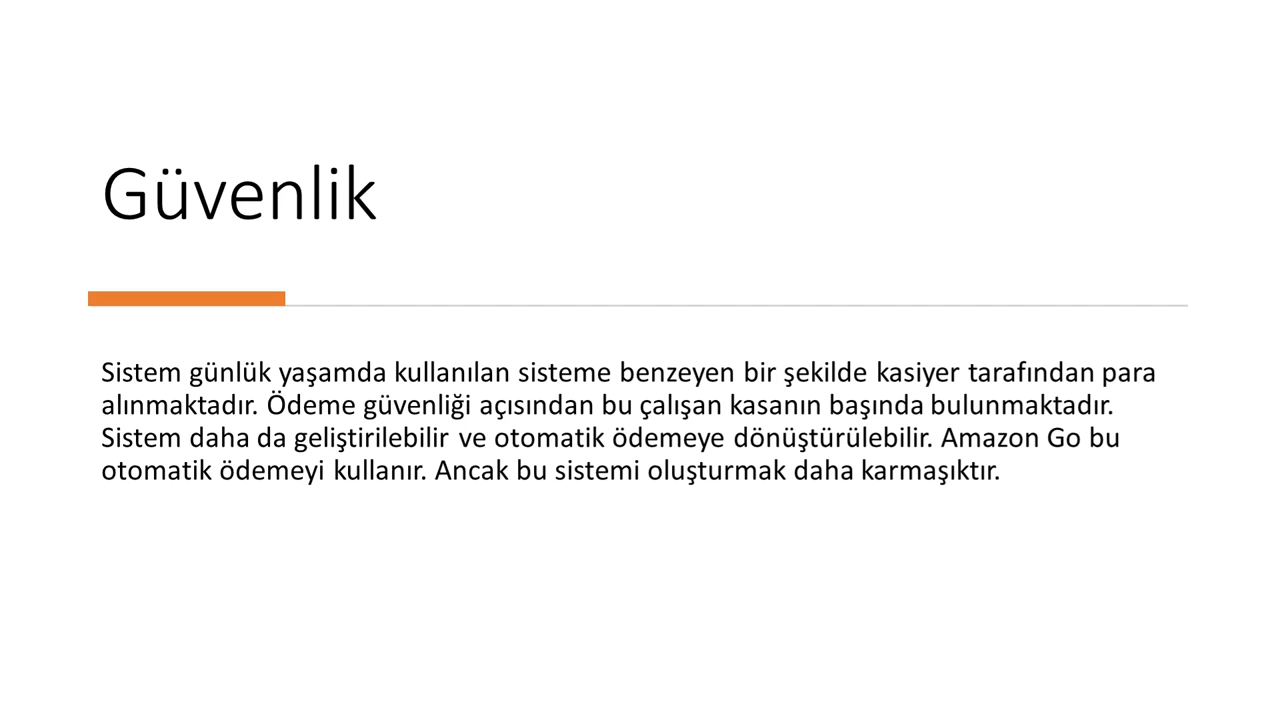 Güvenlik
Sistem günlük yaşamda kullanılan sisteme benzeyen bir şekilde kasiyer tarafından para
alınmaktadır. Ödeme güvenliği açısından bu çalışan kasanın başında bulunmaktadır.
Sistem daha da geliştirilebilir ve otomatik ödemeye dönüştürülebilir. Amazon Go bu
otomatik ödemeyi kullanır. Ancak bu sistemi oluşturmak daha karmaşıktır.